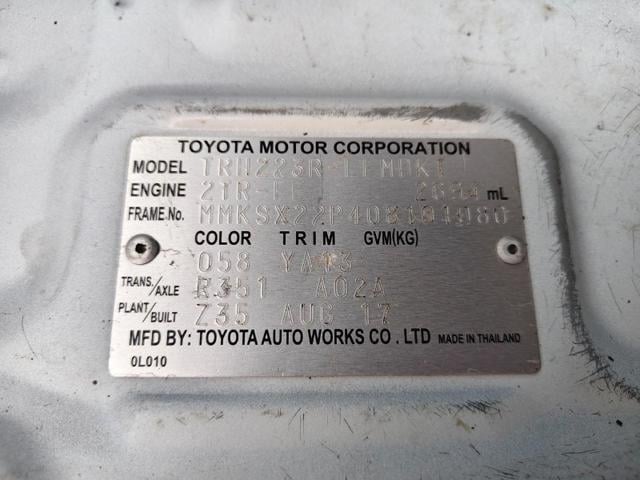 TOYOTA MOTOR CORPORATION
MODEL TRH223R-LEMDKT
ENGINE 2TR-FE 2694 mL
FRAME.No.
COLOR TRIM GVM(KG)
058 YA13
TRANS./AXLE R351 A02A
PLANT/BUILT Z35 AUG 17
MFD BY: TOYOTA AUTO WORKS CO . LTD MADE IN THAILAND
0L010